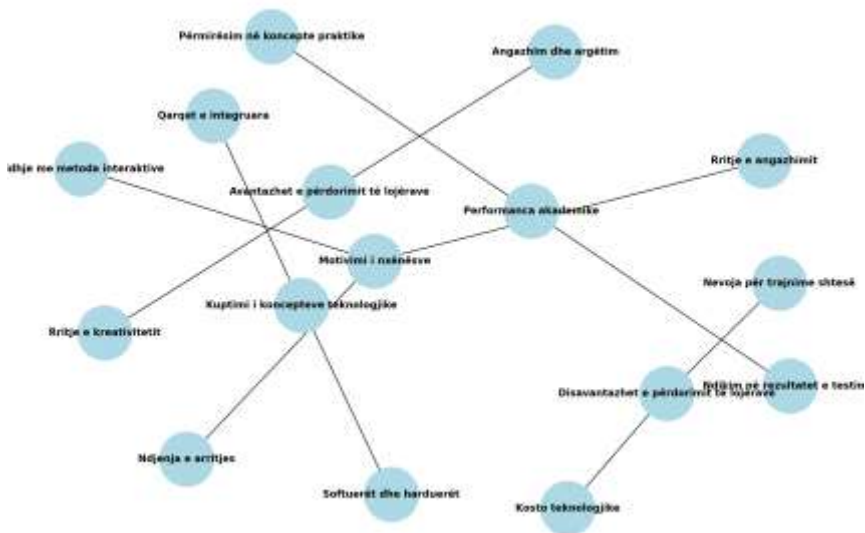 Përmirësim në koncepte praktike
Angazhim dhe argëtim
Qarqet e integruara
Rritje e angazhimit
dhje me metoda interaktive
Avantazhet e përdorimit të lojërave
Performanca akademike
Motivimi i nxënësve
Nevoja për trajnime shtesë
Kuptimi i koncepteve teknologjike
Rritje e kreativitetit
Ndikim në rezultatet e testim
Disavantazhet e përdorimit të lojërave
Ndjenja e arritjes
Softuerët dhe harduerët
Kosto teknologjike